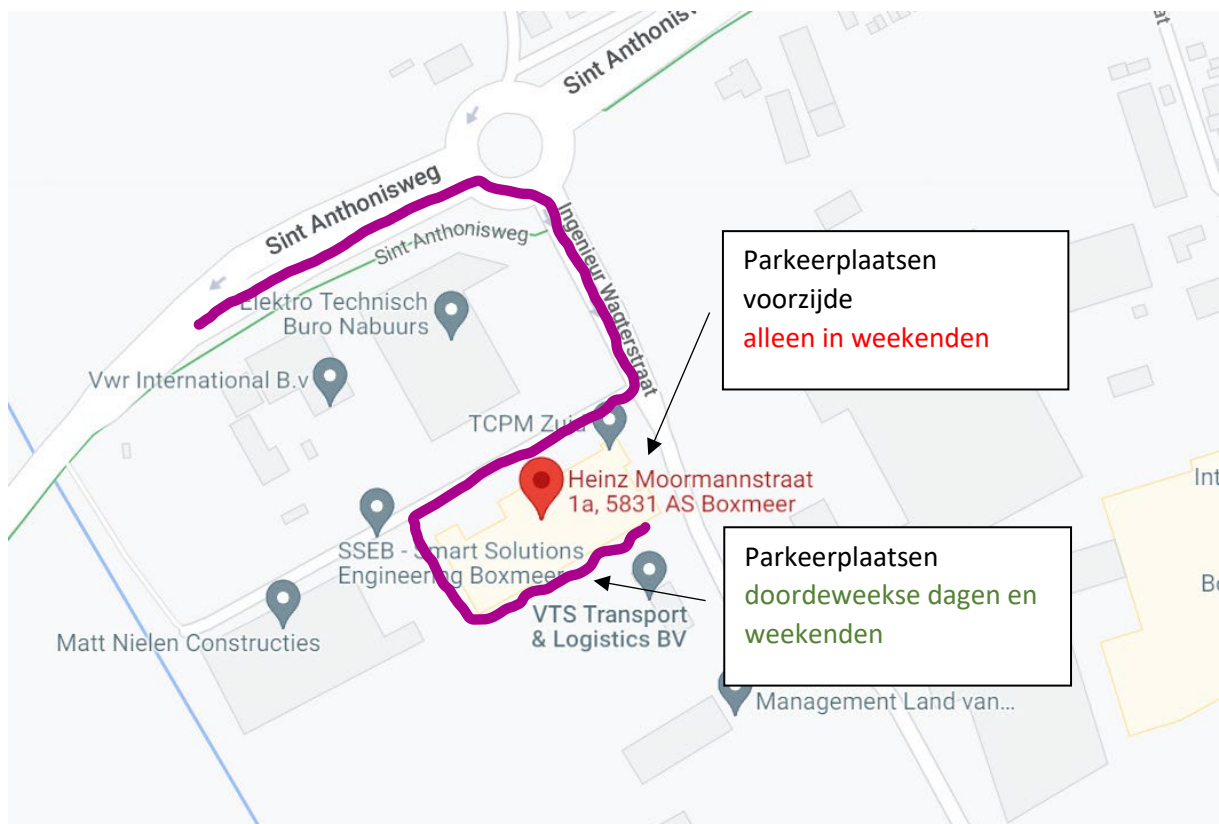 Sint Anthonisw
at
Sint Anthonisweg
Sint Anthonisweg
Ingenieur Wagterstraat
Parkeerplaatsen
voorzijde
alleen in weekenden
Elektro Technisch
Buro Nabuurs
Vwr International B.v
TCPM Zuid
Heinz Moormannstraat
1a, 5831 AS Boxmeer
Int
SSEB - Smart Solutions
Engineering Boxmeer
Parkeerplaatsen
doordeweekse dagen en
weekenden
Bo
VTS Transport
& Logistics BV
Matt Nielen Constructies
Management Land van...